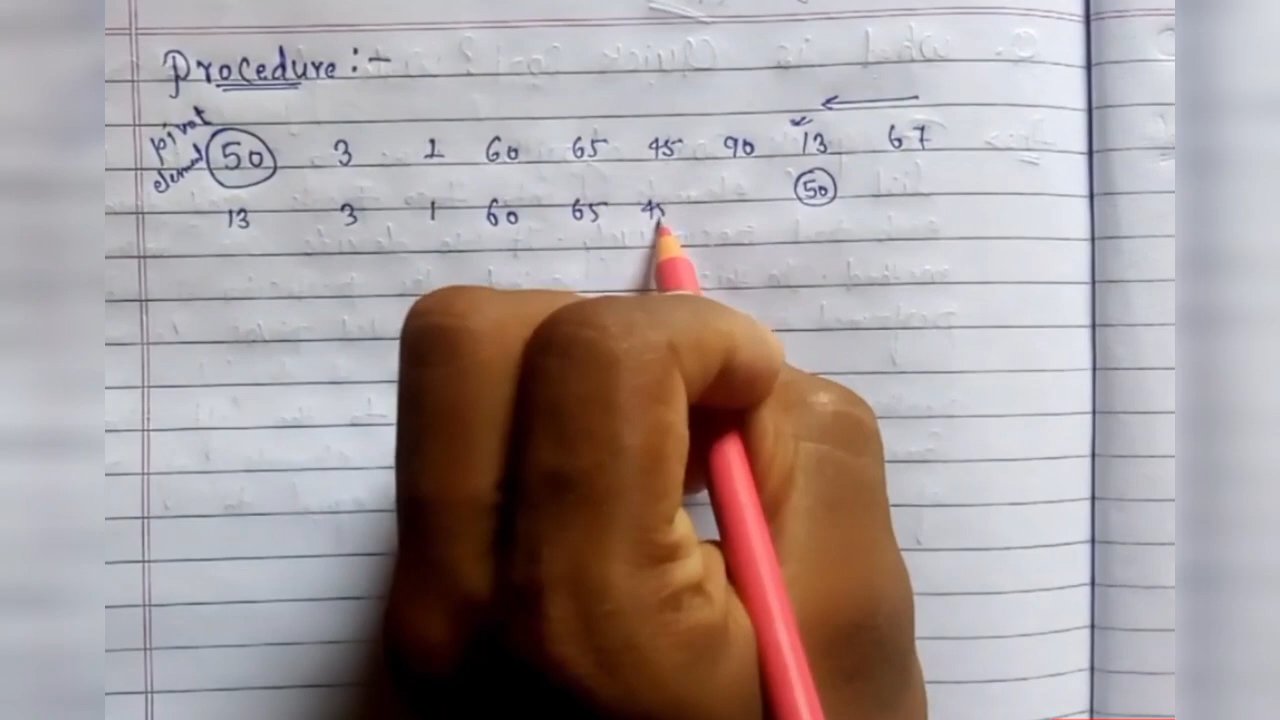 Procedure :-
pivot
element
50 3 1 60 65 45 90 13 67
50
13 3 1 60 65 45